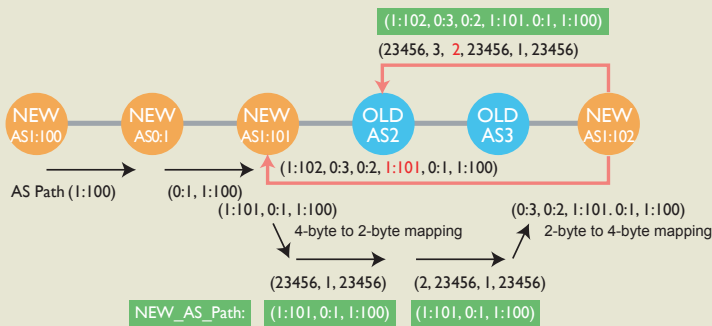 (1:102, 0:3, 0:2, 1:101. 0:1, 1:100)
(23456, 3, 2, 23456, 1, 23456)
NEW
AS1:100
NEW
AS0:1
NEW
AS1:101
OLD
AS2
OLD
AS3
NEW
AS1:102
(1:102, 0:3, 0:2, 1:101, 0:1, 1:100)
AS Path (1:100)
(0:1, 1:100)
(1:101, 0:1, 1:100)
(0:3, 0:2, 1:101. 0:1, 1:100)
4-byte to 2-byte mapping
2-byte to 4-byte mapping
(23456, 1, 23456)
(2, 23456, 1, 23456)
NEW_AS_Path:
(1:101, 0:1, 1:100)
(1:101, 0:1, 1:100)